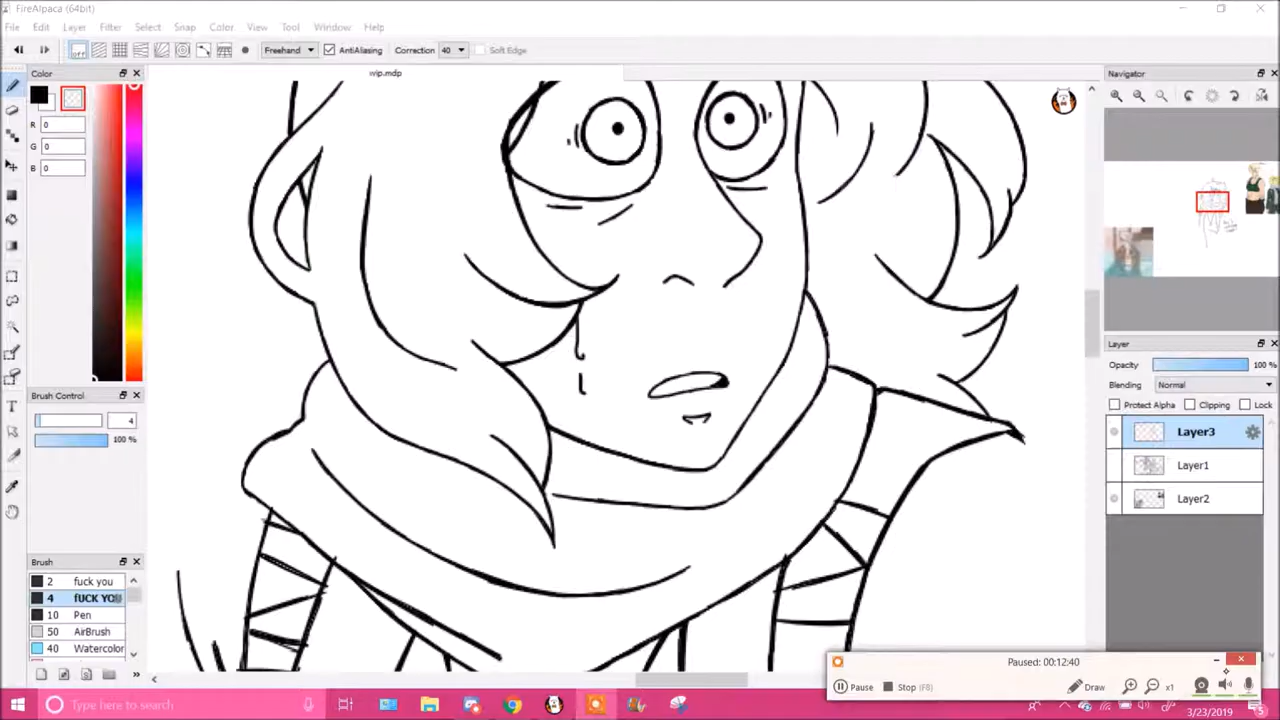 FireAlpaca (64bit)
File Edit Layer Filter Select Snap Color View Tool Window Help
off Freehand AntiAliasing Correction 40 Soft Edge
Color wip.mdp Navigator
R 0
G 0
B 0
Layer
Opacity 100 %
Blending Normal
Brush Control Protect Alpha Clipping Lock
4 Layer3
100 %
Layer1
Layer2
Brush
2 fuck you
4 fUCK YO
10 Pen
50 AirBrush
40 Watercolor
Paused: 00:12:40
Pause Stop (F8) Draw x1
Type here to search 3/23/2019 5